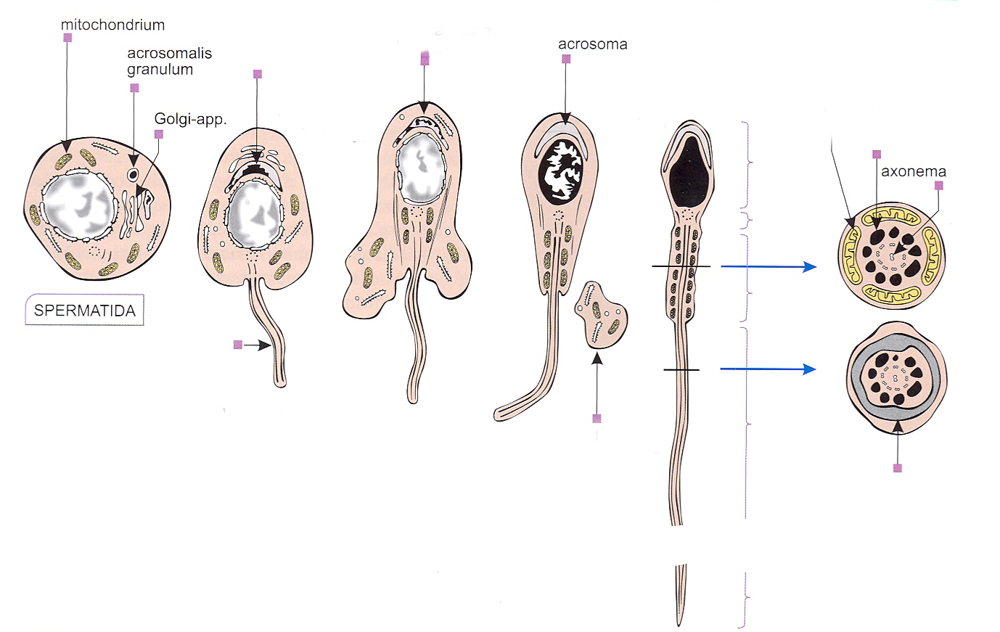 mitochondrium
acrosomalis
granulum
Golgi-app.
acrosoma
axonema
SPERMATIDA